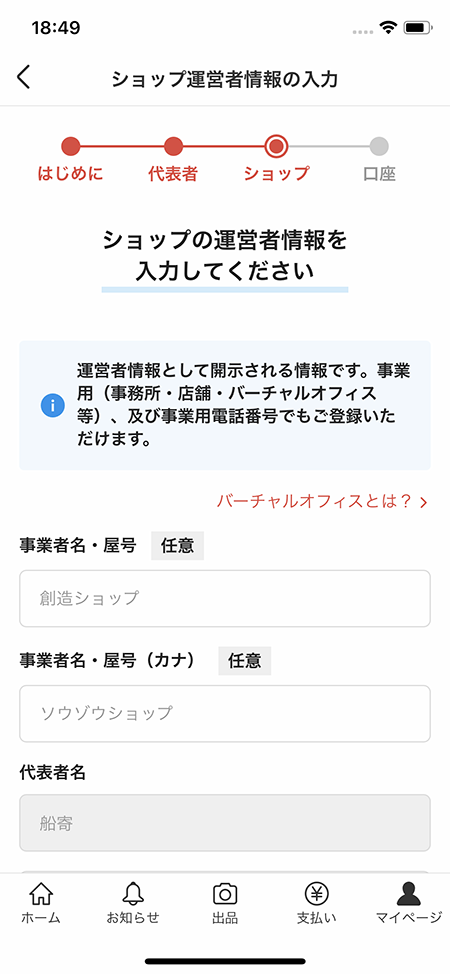 18:49
ショップ運営者情報の入力
はじめに 代表者 ショップ 口座
ショップの運営者情報を
入力してください
運営者情報として開示される情報です。事業
用（事務所・店舗・バーチャルオフィス
等）、及び事業用電話番号でもご登録いた
だけます。
バーチャルオフィスとは？
事業者名・屋号 任意
創造ショップ
事業者名・屋号（カナ） 任意
ソウゾウショップ
代表者名
船寄
ホーム お知らせ 出品 支払い マイページ